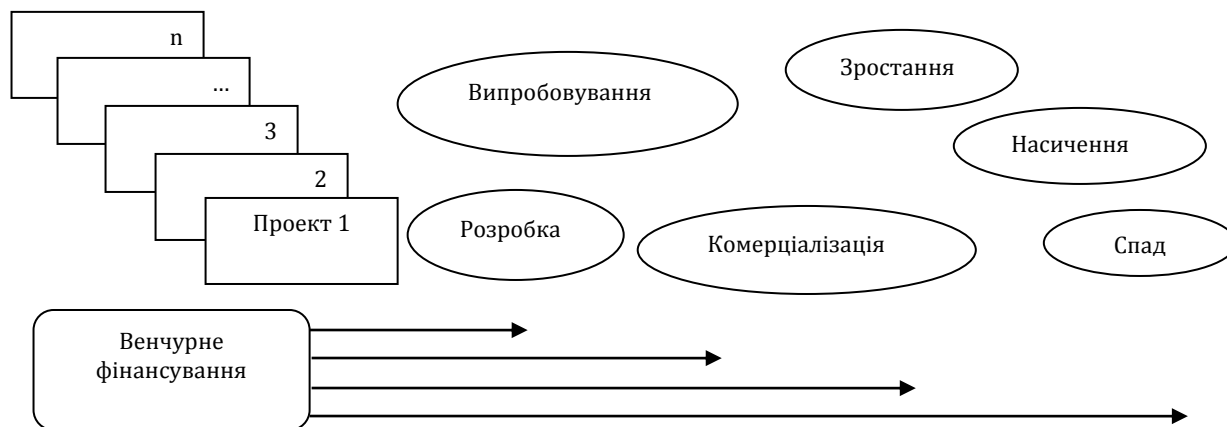 n
...
3
2
Проект 1
Випробовування
Зростання
Насичення
Розробка
Комерціалізація
Спад
Венчурне
фінансування